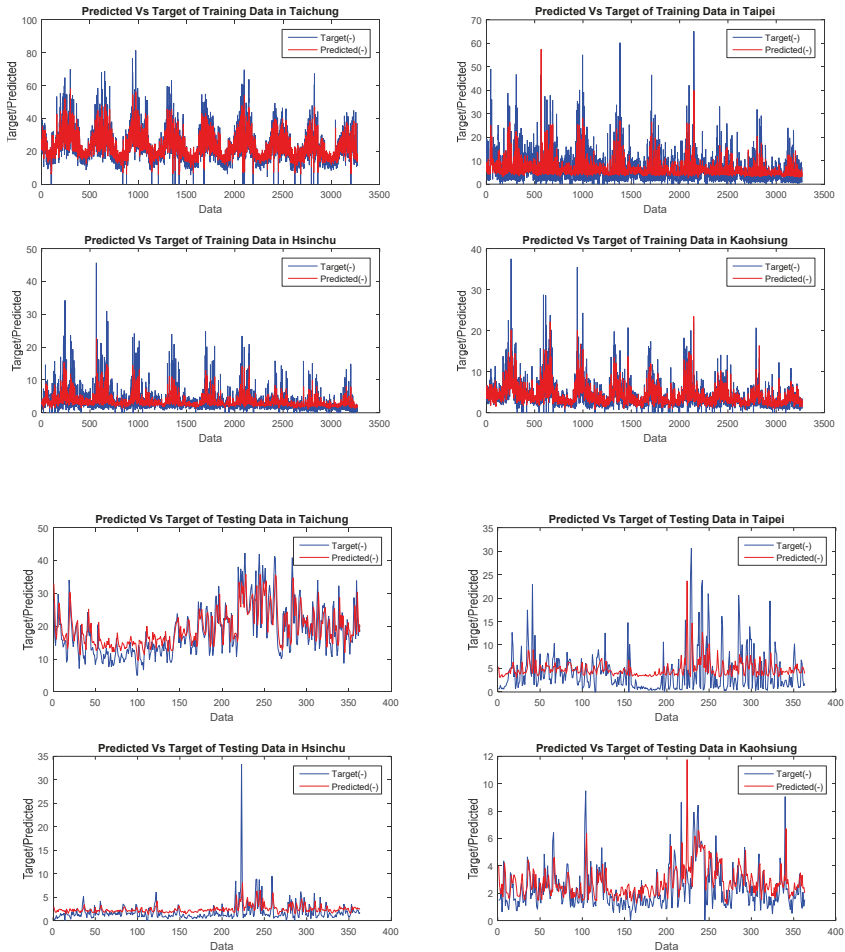 Predicted Vs Target of Training Data in Taichung
Target/Predicted
100
80
60
40
20
0
0 500 1000 1500 2000 2500 3000 3500
Data
Target(-)
Predicted(-)
Predicted Vs Target of Training Data in Taipei
Target/Predicted
70
60
50
40
30
20
10
0
0 500 1000 1500 2000 2500 3000 3500
Data
Target(-)
Predicted(-)
Predicted Vs Target of Training Data in Hsinchu
Target/Predicted
50
40
30
20
10
0
0 500 1000 1500 2000 2500 3000 3500
Data
Target(-)
Predicted(-)
Predicted Vs Target of Training Data in Kaohsiung
Target/Predicted
40
30
20
10
0
0 500 1000 1500 2000 2500 3000 3500
Data
Target(-)
Predicted(-)
Predicted Vs Target of Testing Data in Taichung
Target/Predicted
50
40
30
20
10
0
0 50 100 150 200 250 300 350 400
Data
Target(-)
Predicted(-)
Predicted Vs Target of Testing Data in Taipei
Target/Predicted
35
30
25
20
15
10
5
0
0 50 100 150 200 250 300 350 400
Data
Target(-)
Predicted(-)
Predicted Vs Target of Testing Data in Hsinchu
Target/Predicted
35
30
25
20
15
10
5
0
0 50 100 150 200 250 300 350 400
Data
Target(-)
Predicted(-)
Predicted Vs Target of Testing Data in Kaohsiung
Target/Predicted
12
10
8
6
4
2
0
0 50 100 150 200 250 300 350 400
Data
Target(-)
Predicted(-)